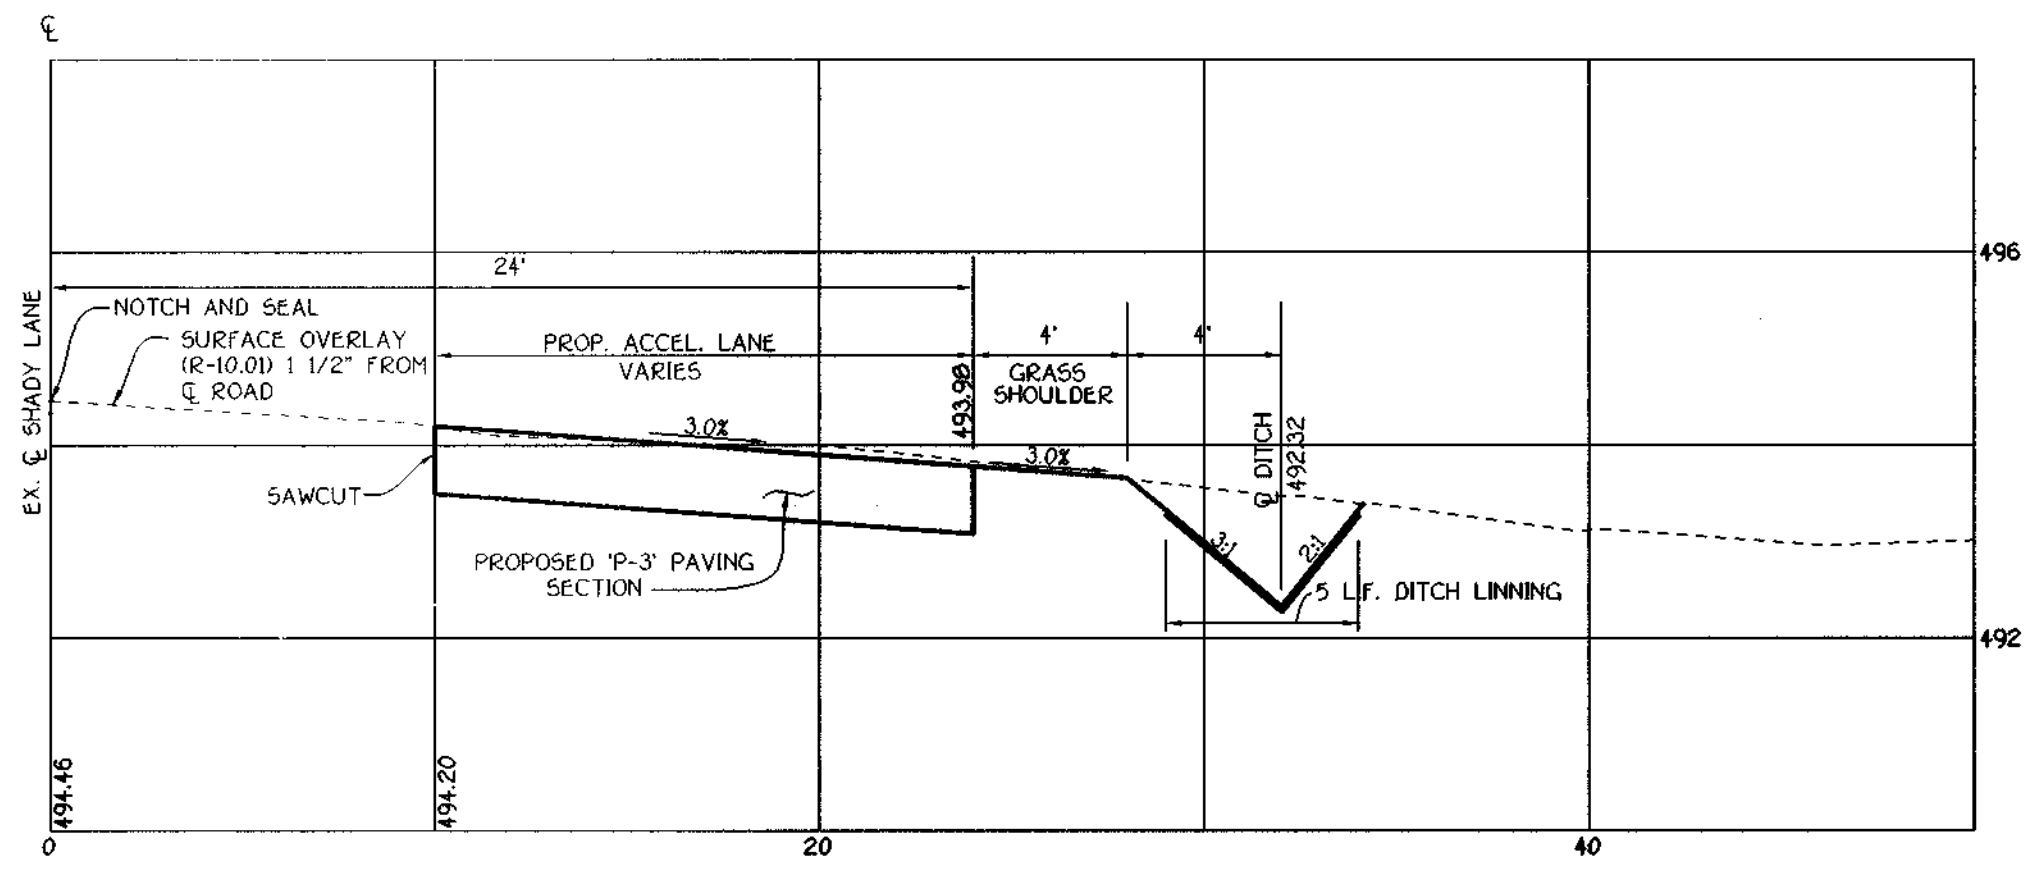 ℄
496
24'
NOTCH AND SEAL
SURFACE OVERLAY
(R-10.01) 1 1/2" FROM
℄ ROAD
EX. ℄ SHADY LANE
PROP. ACCEL. LANE
VARIES
4'
4'
GRASS
SHOULDER
493.98
3.0%
3.0%
℄ DITCH
492.32
SAWCUT
PROPOSED 'P-3' PAVING
SECTION
3:1
2:1
5 L.F. DITCH LINNING
492
494.46
494.20
0
20
40